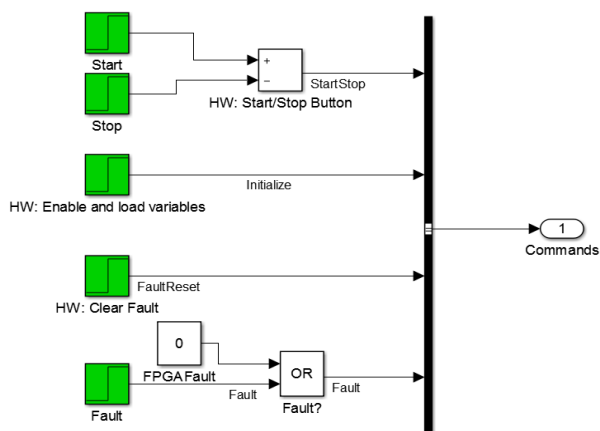 Start
+
−
StartStop
HW: Start/Stop Button
Stop
Initialize
HW: Enable and load variables
1
Commands
FaultReset
HW: Clear Fault
0
FPGAFault
OR
Fault
Fault
Fault?
Fault